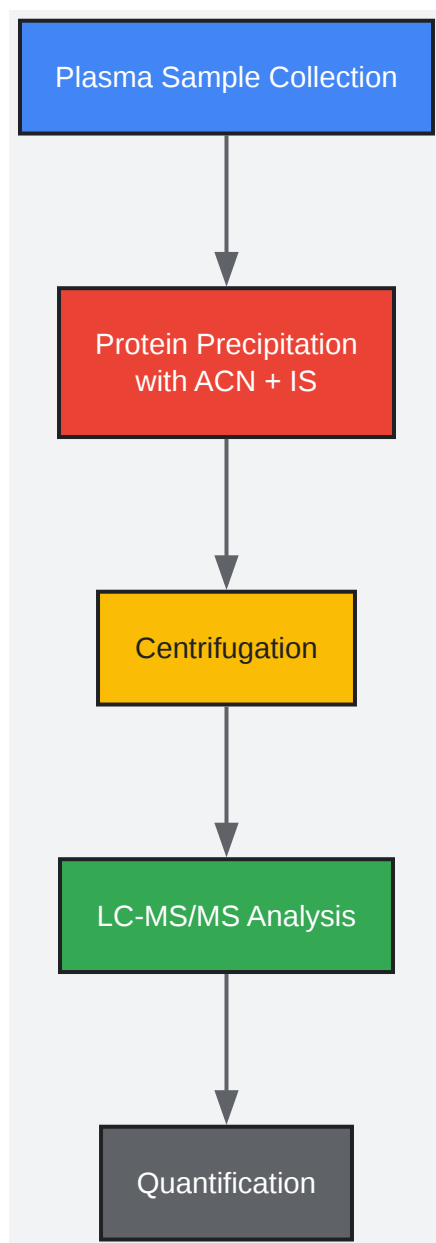 Plasma Sample Collection
Protein Precipitation
with ACN + IS
Centrifugation
LC-MS/MS Analysis
Quantification